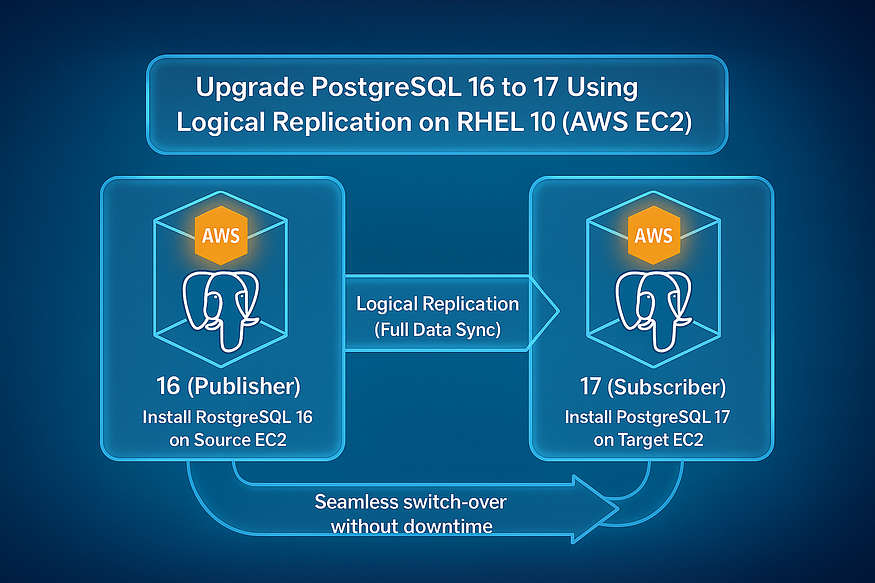 Upgrade PostgreSQL 16 to 17 Using
Logical Replication on RHEL 10 (AWS EC2)
AWS
16 (Publisher)
Install RostgreSQL 16
on Source EC2
Logical Replication
(Full Data Sync)
AWS
17 (Subscriber)
Install PostgreSQL 17
on Target EC2
Seamless switch-over
without downtime